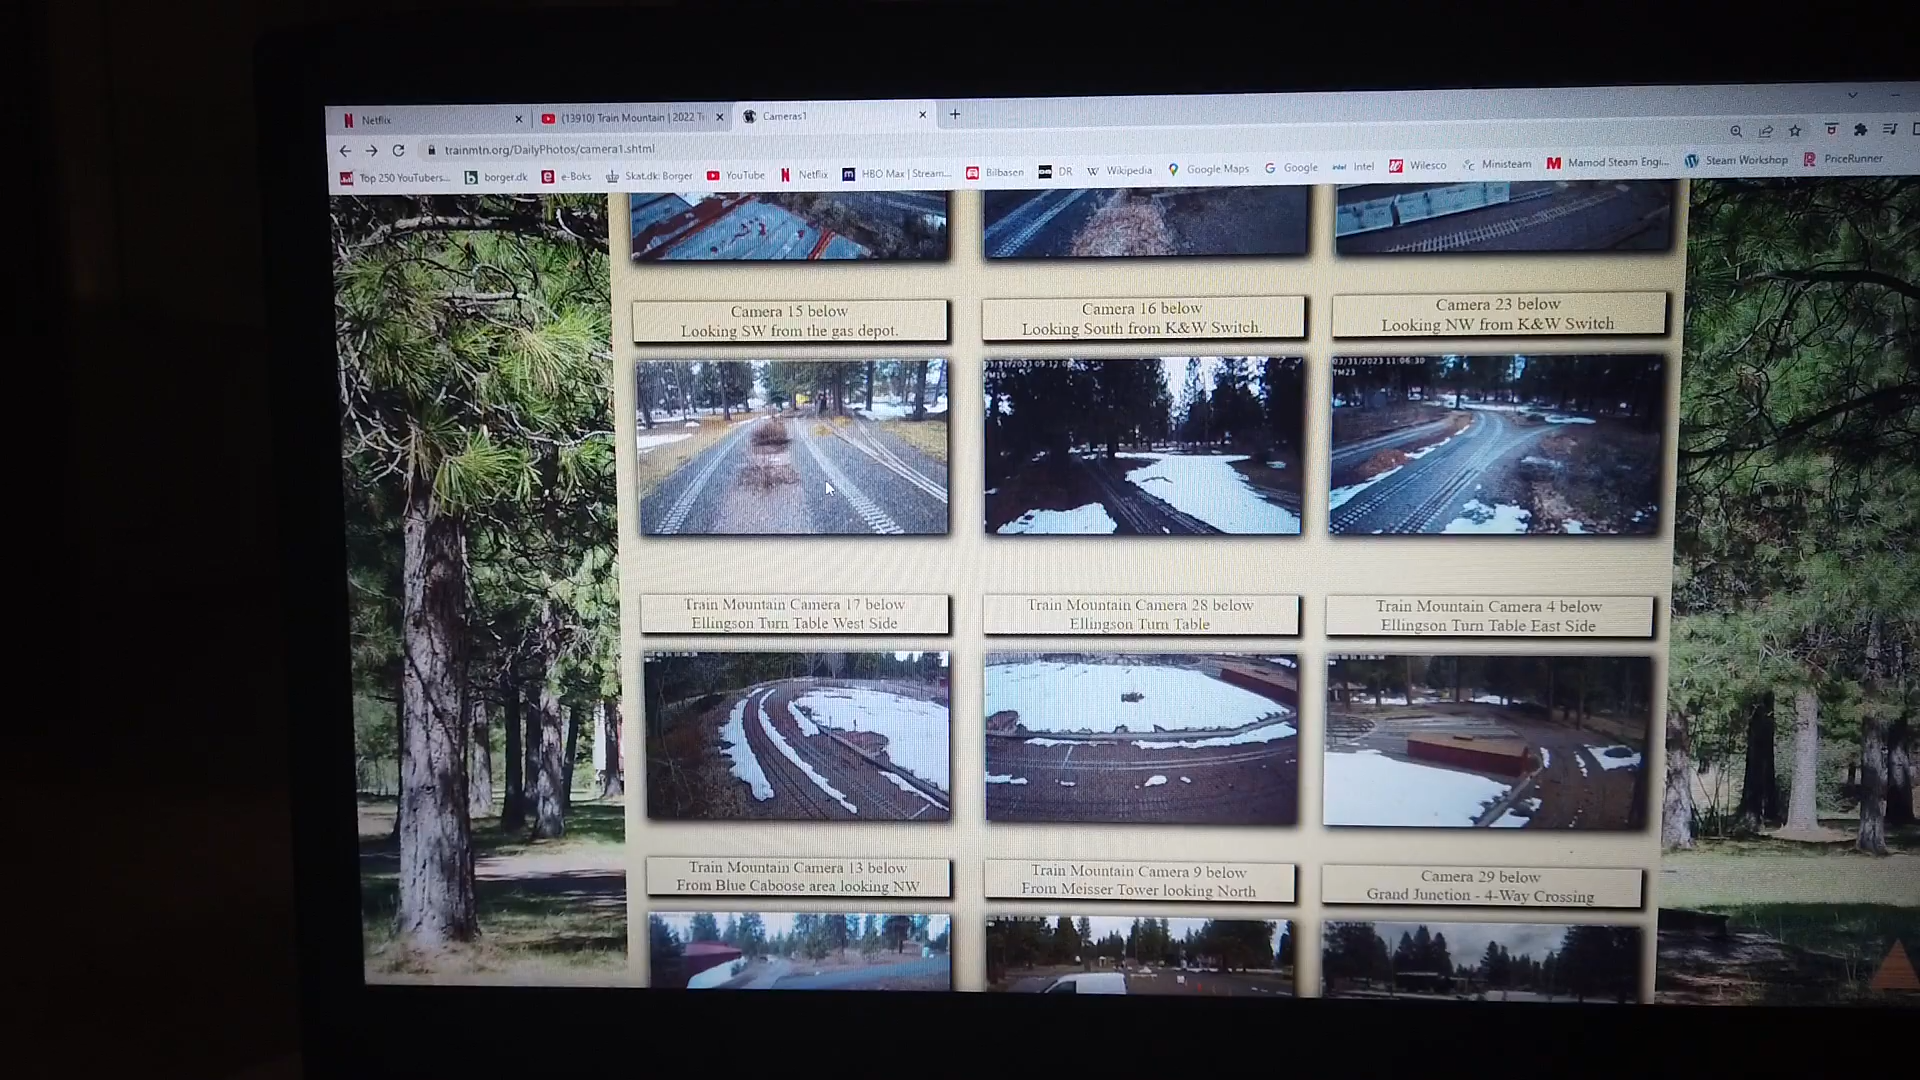 Netflix
(13910) Train Mountain | 2022 Tr
Cameras1
trainmtn.org/DailyPhotos/camera1.shtml
Top 250 YouTubers...
borger.dk
e-Boks
Skat.dk: Borger
YouTube
Netflix
HBO Max | Stream...
Bilbasen
DR
Wikipedia
Google Maps
Google
Intel
Wilesco
Ministeam
Mamod Steam Engi...
Steam Workshop
PriceRunner
Camera 15 below
Looking SW from the gas depot.
Camera 16 below
Looking South from K&W Switch.
Camera 23 below
Looking NW from K&W Switch
03/31/2023 11:06:30
TM23
TM16
Train Mountain Camera 17 below
Ellingson Turn Table West Side
Train Mountain Camera 28 below
Ellingson Turn Table
Train Mountain Camera 4 below
Ellingson Turn Table East Side
Train Mountain Camera 13 below
From Blue Caboose area looking NW
Train Mountain Camera 9 below
From Meisser Tower looking North
Camera 29 below
Grand Junction - 4-Way Crossing